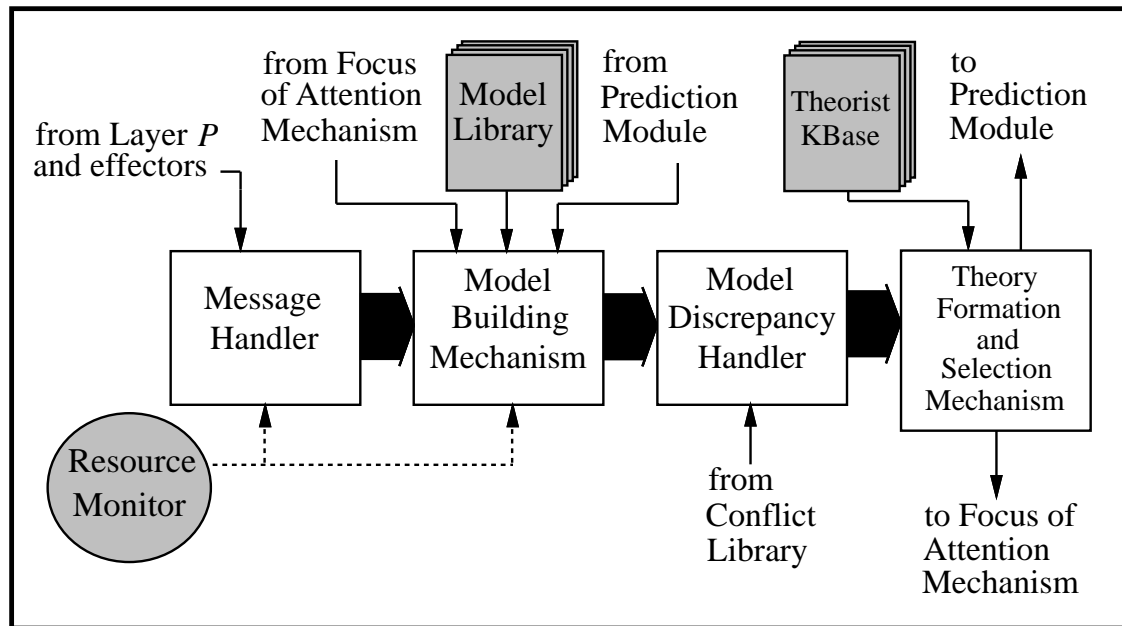 from Focus
of Attention
Mechanism
Model
Library
from
Prediction
Module
Theorist
KBase
to
Prediction
Module
from Layer P
and effectors
Message
Handler
Model
Building
Mechanism
Model
Discrepancy
Handler
Theory
Formation
and
Selection
Mechanism
Resource
Monitor
from
Conflict
Library
to Focus of
Attention
Mechanism